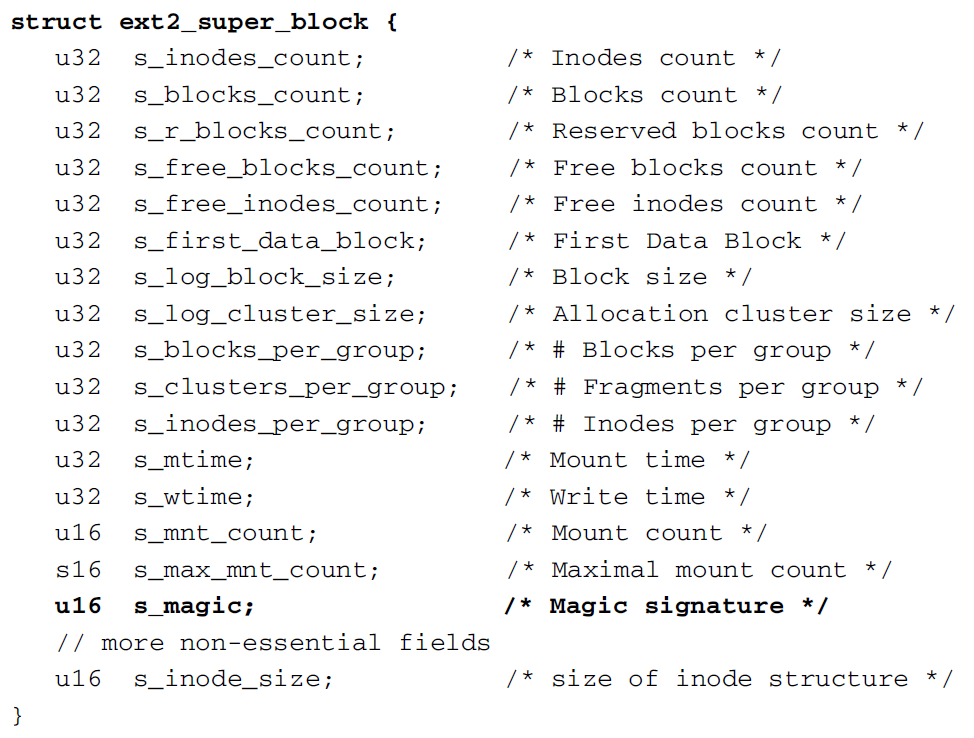 struct ext2_super_block {
u32 s_inodes_count; /* Inodes count */
u32 s_blocks_count; /* Blocks count */
u32 s_r_blocks_count; /* Reserved blocks count */
u32 s_free_blocks_count; /* Free blocks count */
u32 s_free_inodes_count; /* Free inodes count */
u32 s_first_data_block; /* First Data Block */
u32 s_log_block_size; /* Block size */
u32 s_log_cluster_size; /* Allocation cluster size */
u32 s_blocks_per_group; /* # Blocks per group */
u32 s_clusters_per_group; /* # Fragments per group */
u32 s_inodes_per_group; /* # Inodes per group */
u32 s_mtime; /* Mount time */
u32 s_wtime; /* Write time */
u16 s_mnt_count; /* Mount count */
s16 s_max_mnt_count; /* Maximal mount count */
u16 s_magic; /* Magic signature */
// more non-essential fields
u16 s_inode_size; /* size of inode structure */
}